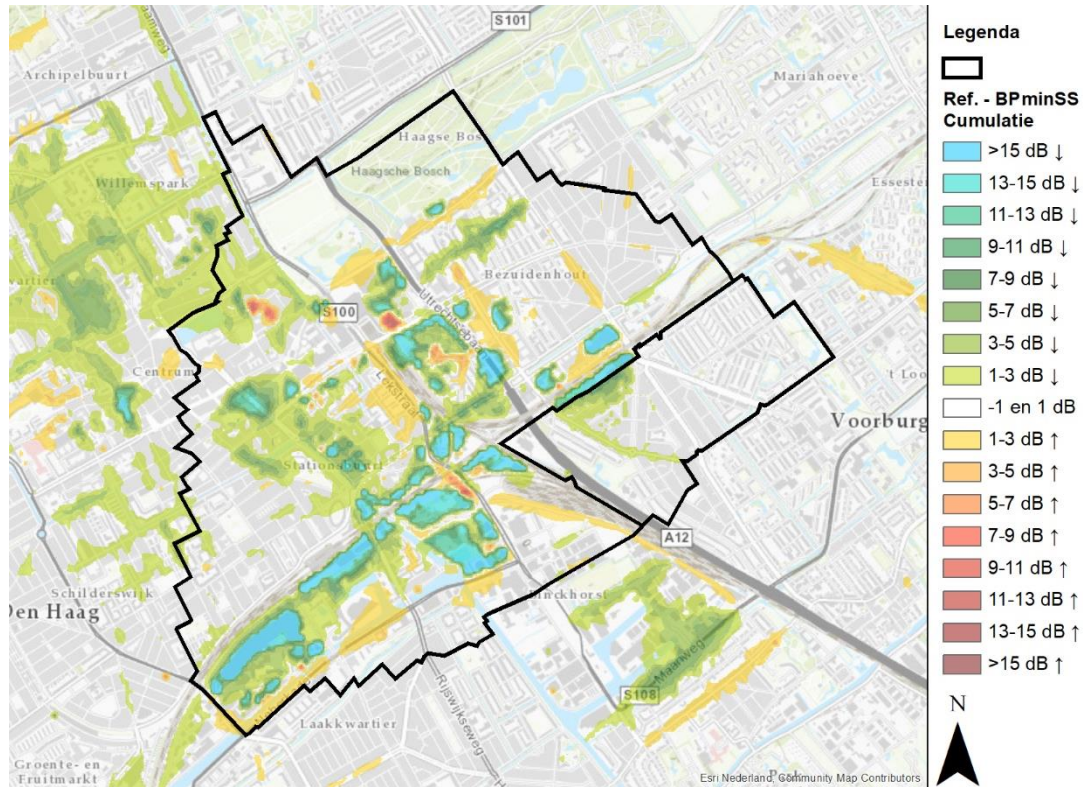 S101
Archipelbuurt
Mariahoeve
Haagse Bos
Haagsche Bosch
Willemspark
Essestei
Bezuidenhout
S100
Utrechtsebaan
Centrum
't Loo
Lekstraat
Voorburg
Stationsbuurt
A12
Schilderswijk
Binckhorst
Den Haag
Maanweg
S108
Laakkwartier
Rijswijkseweg
Groente- en
Fruitmarkt
Esri Nederland, Community Map Contributors
Legenda
Ref. - BPminSS
Cumulatie
>15 dB ↓
13-15 dB ↓
11-13 dB ↓
9-11 dB ↓
7-9 dB ↓
5-7 dB ↓
3-5 dB ↓
1-3 dB ↓
-1 en 1 dB
1-3 dB ↑
3-5 dB ↑
5-7 dB ↑
7-9 dB ↑
9-11 dB ↑
11-13 dB ↑
13-15 dB ↑
>15 dB ↑
N